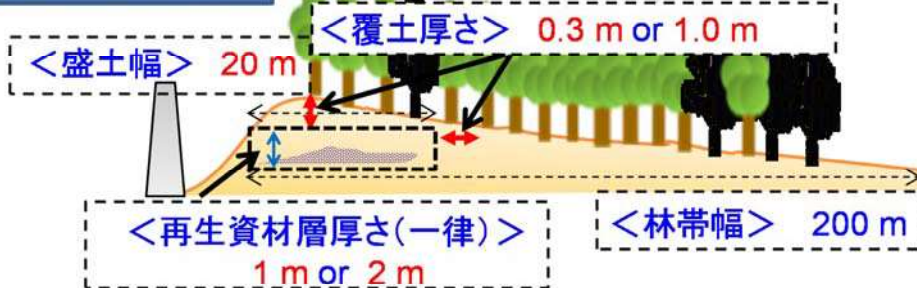 ＜覆土厚さ＞ 0.3 m or 1.0 m
＜盛土幅＞ 20 m
＜再生資材層厚さ(一律)＞
1 m or 2 m
＜林帯幅＞ 200 m